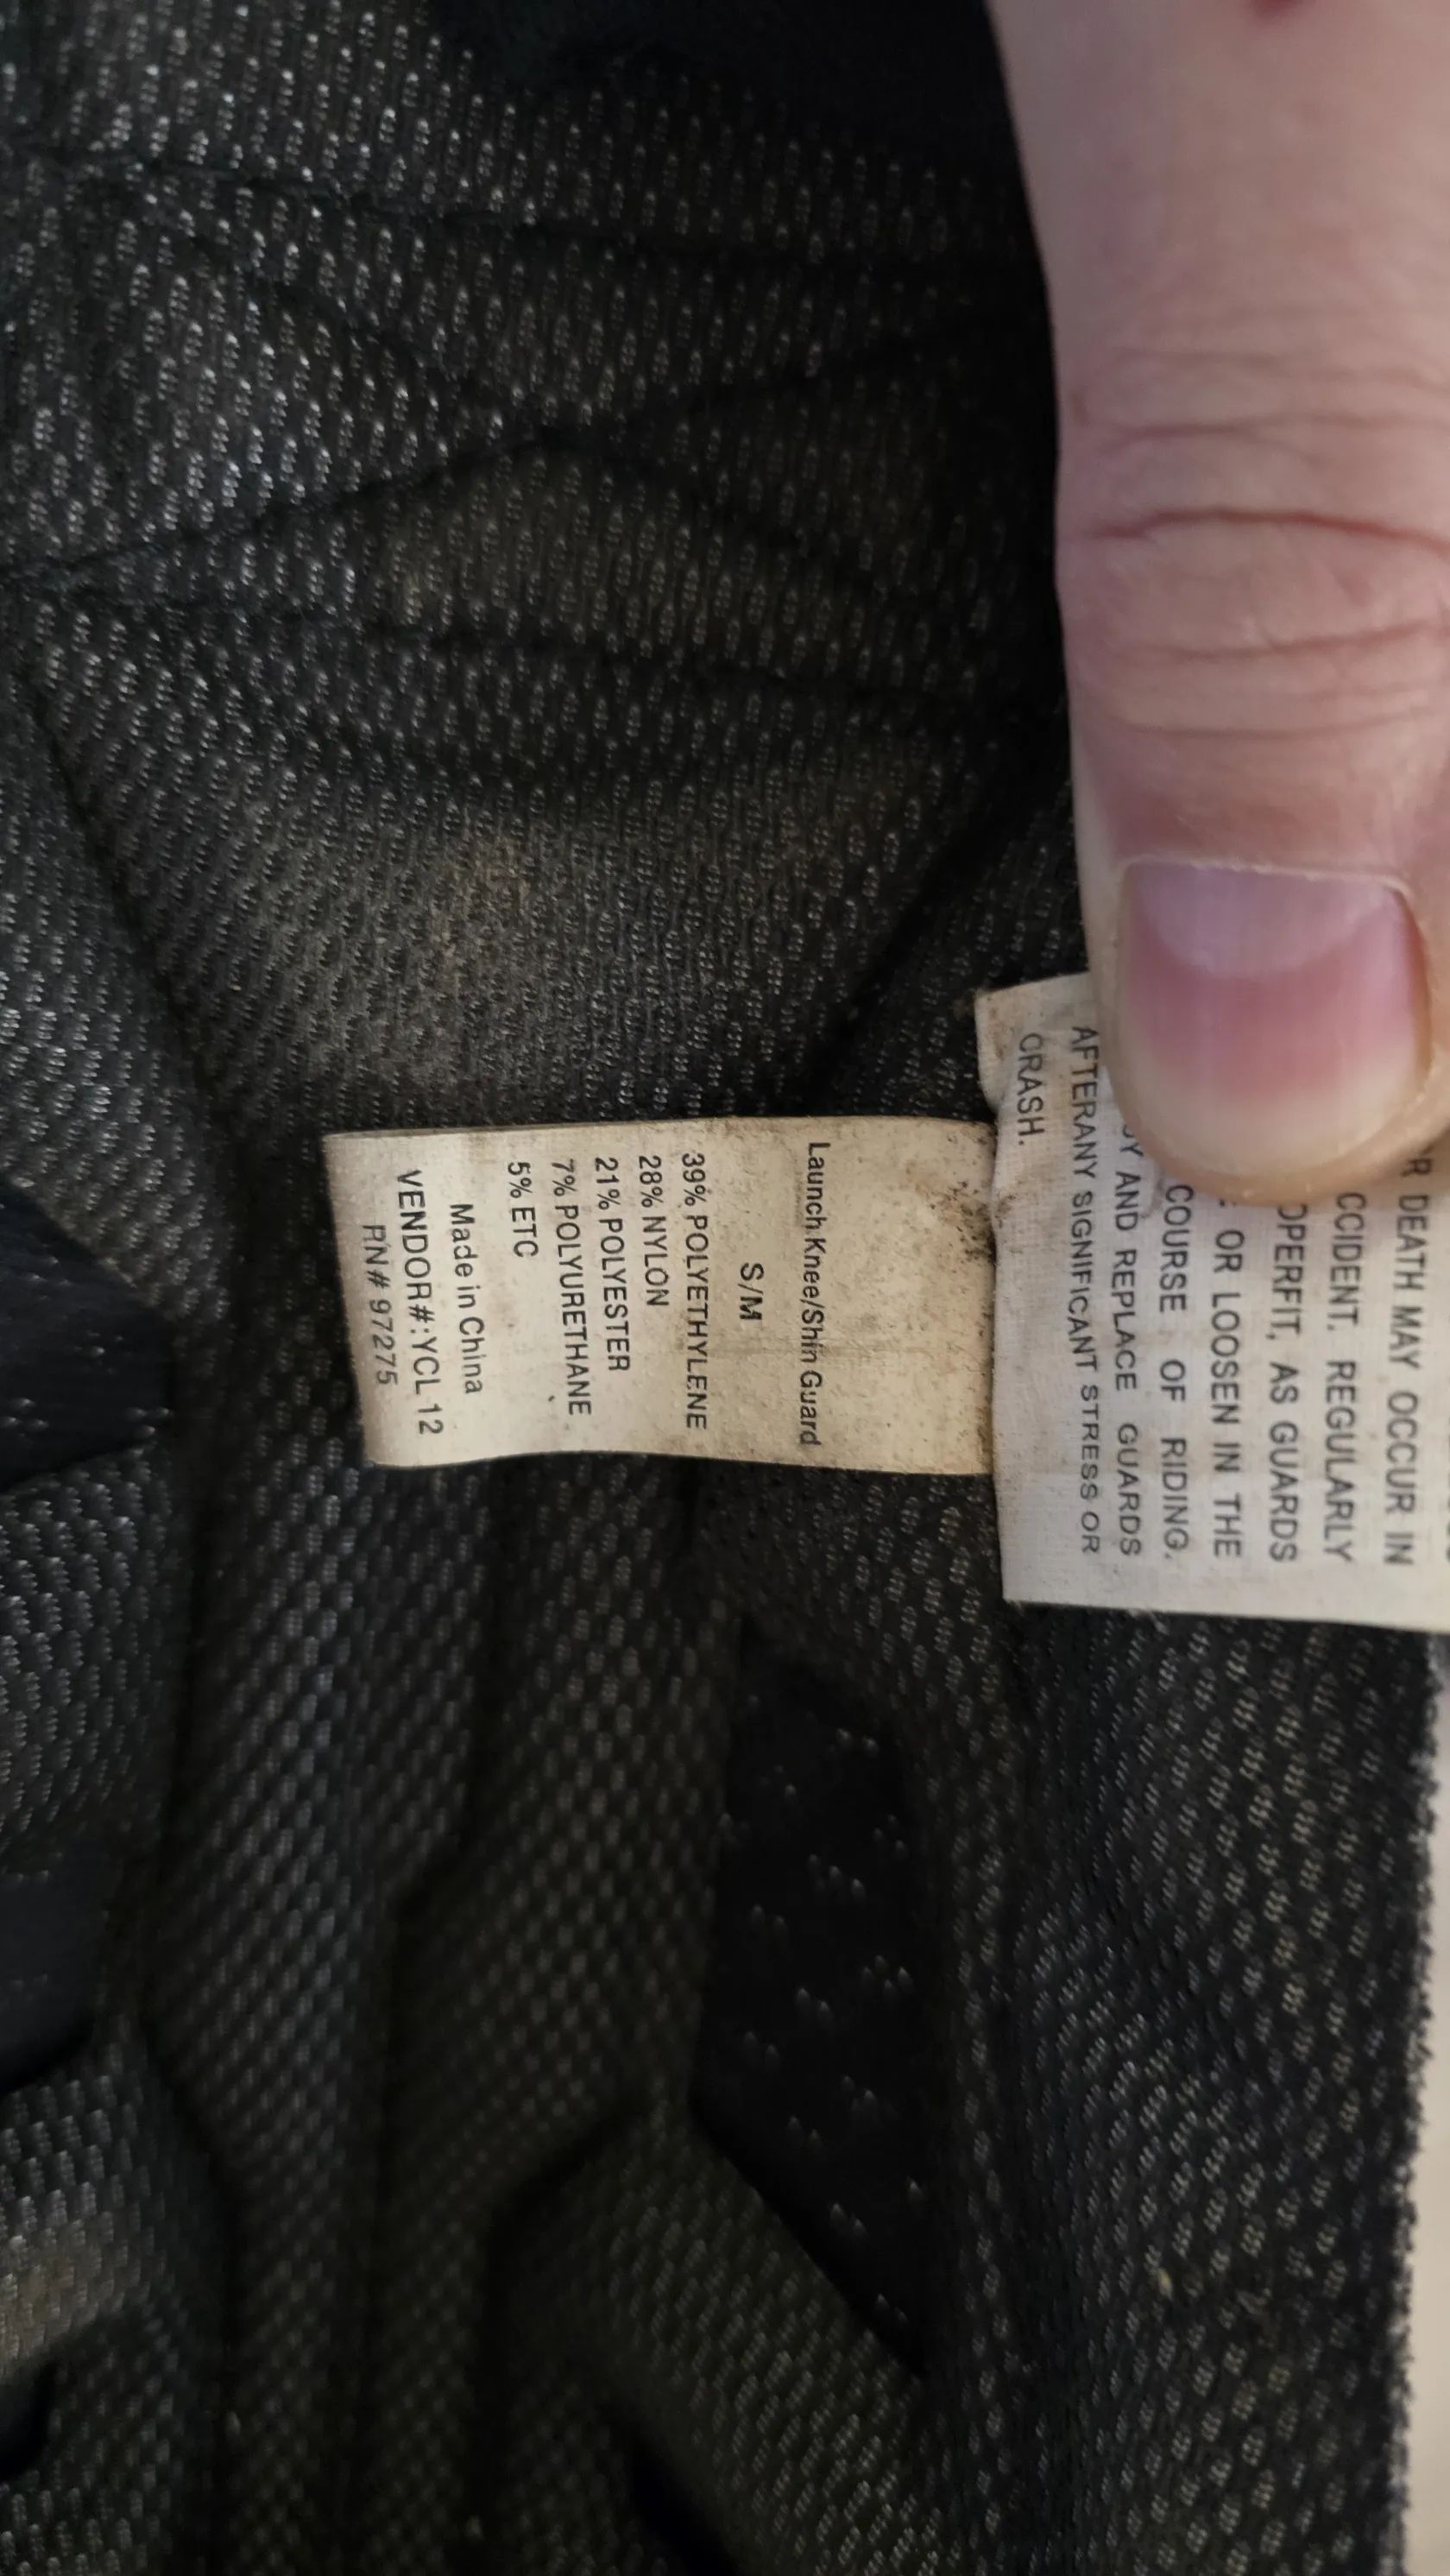 Launch Knee/Shin Guard
S/M
39% POLYETHYLENE
28% NYLON
21% POLYESTER
7% POLYURETHANE
5% ETC
Made in China
VENDOR#:YCL 12
RN# 97275
DEATH MAY OCCUR IN
REGULARLY
AS GUARDS
OR LOOSEN IN THE
COURSE OF RIDING.
AND REPLACE GUARDS
AFTERANY SIGNIFICANT STRESS OR
CRASH.